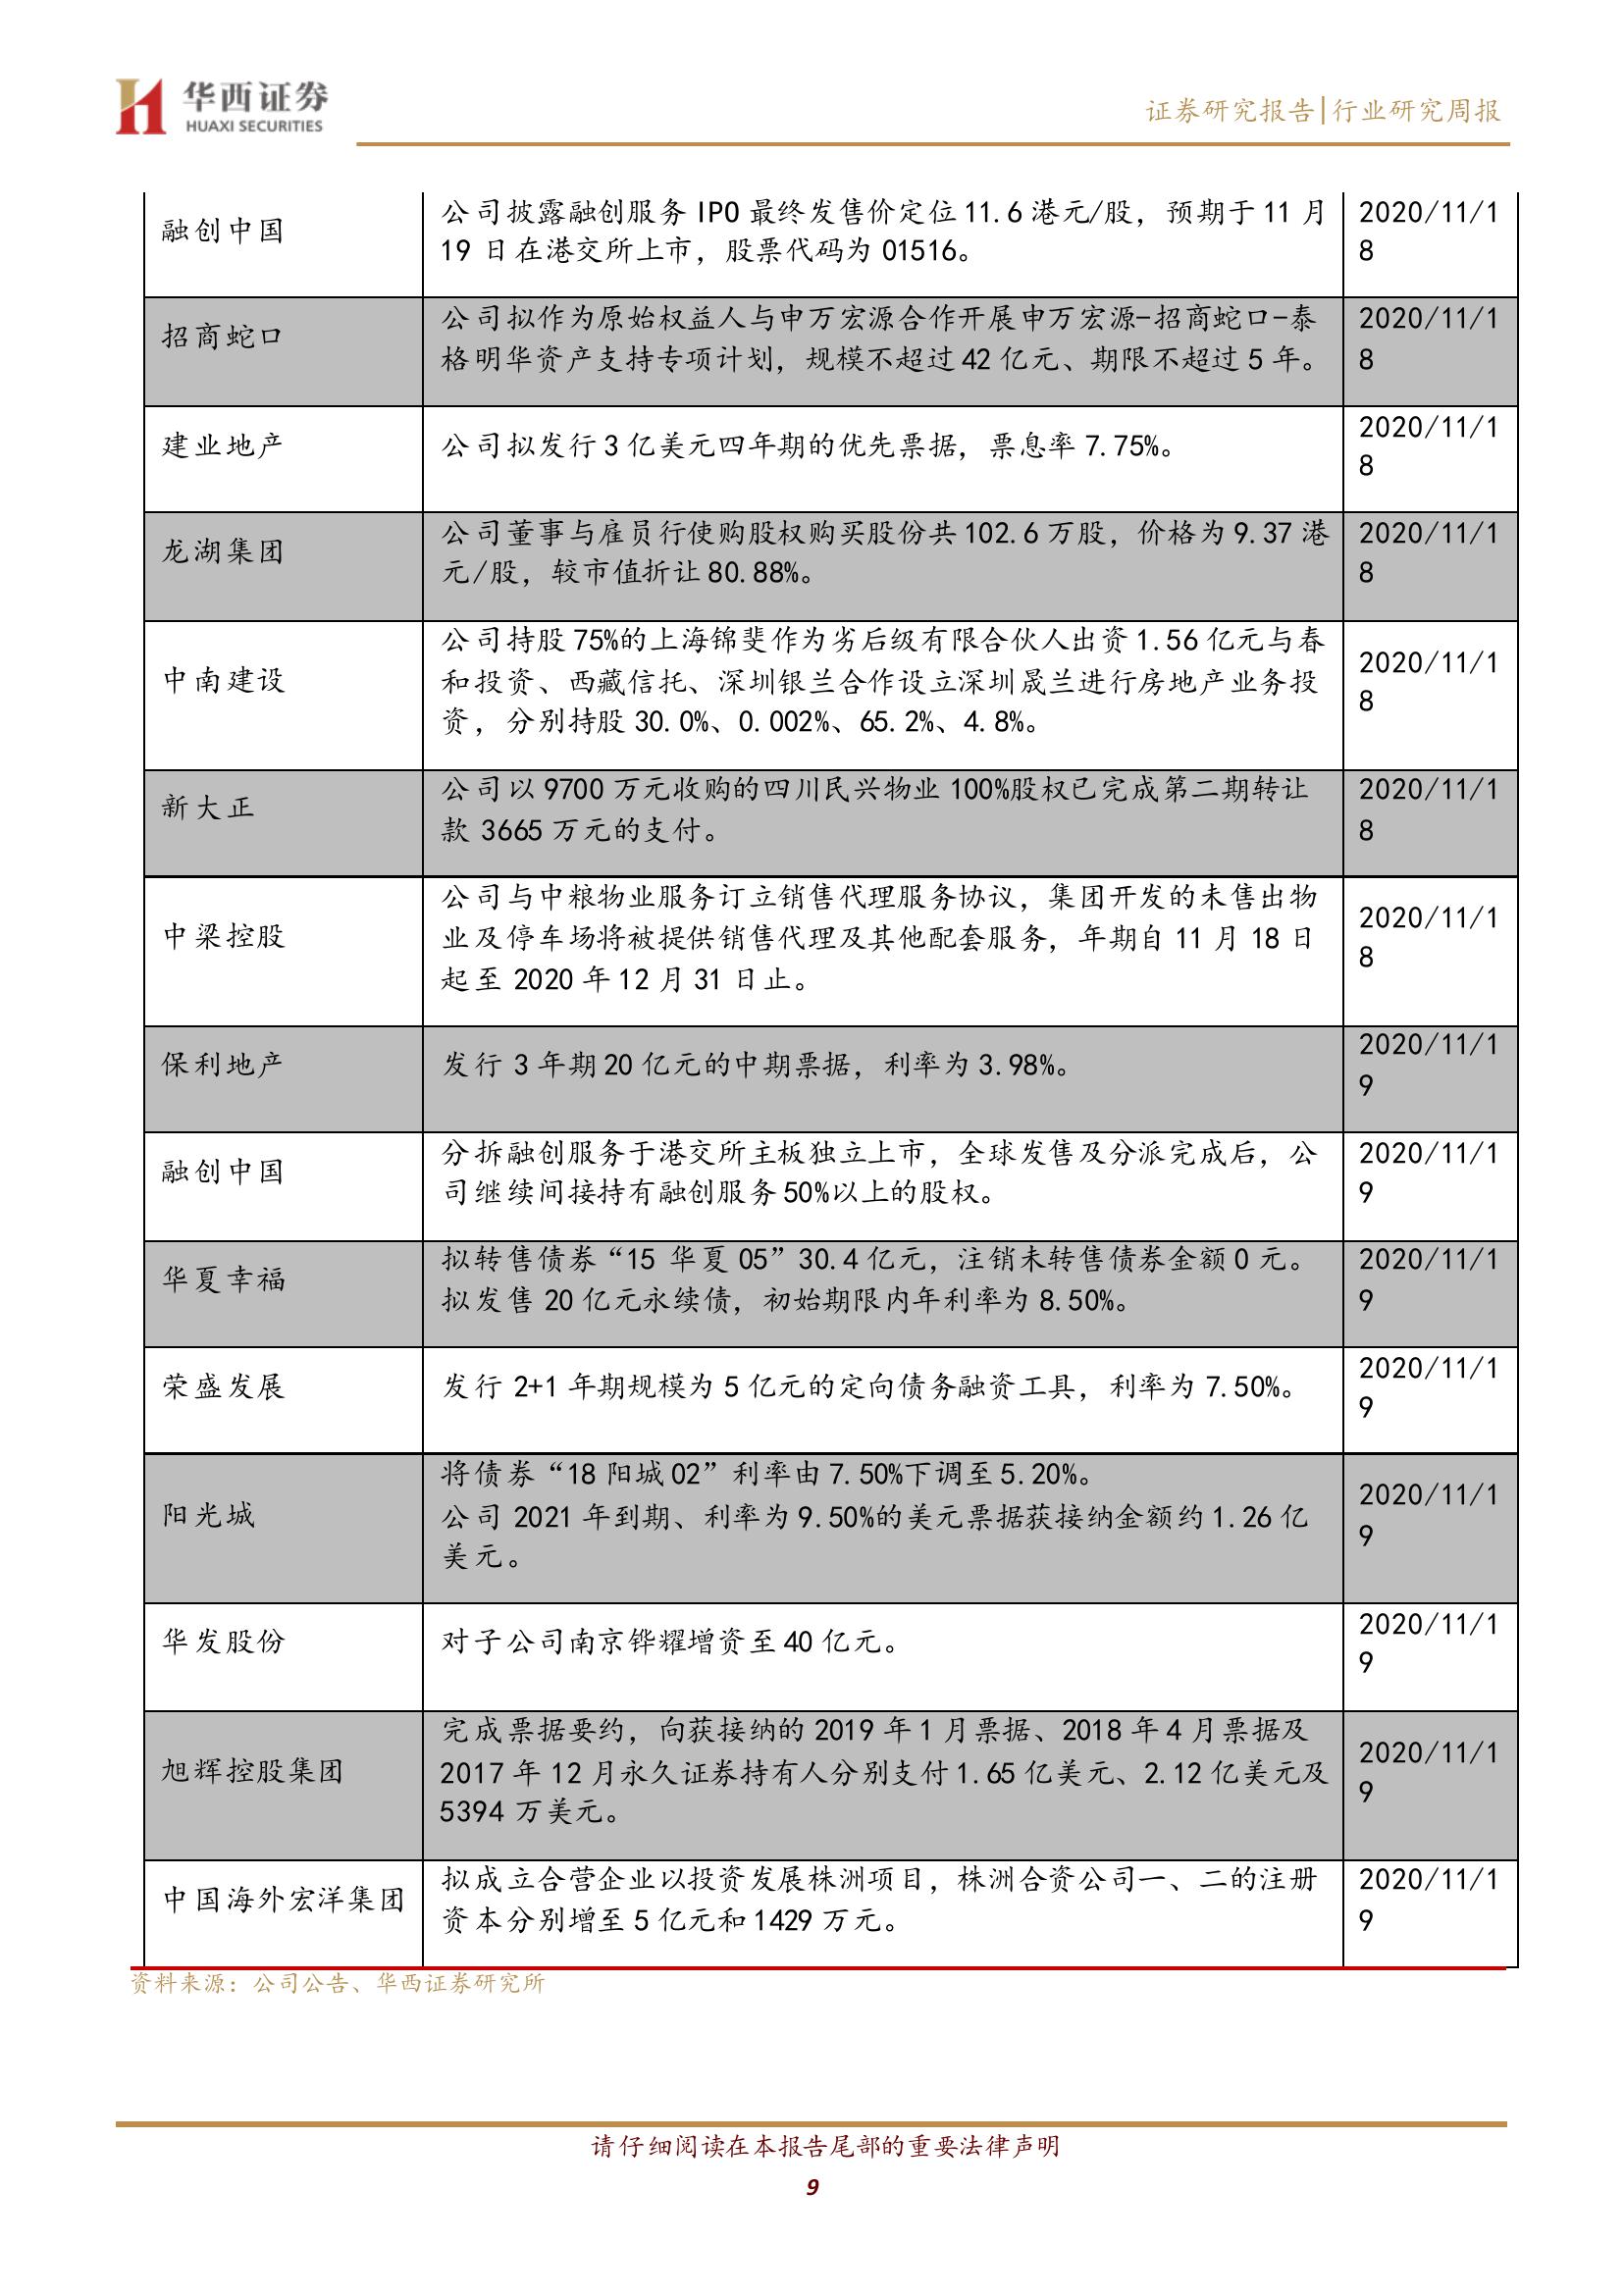 华西证券
HUAXI SECURITIES
证券研究报告|行业研究周报
融创中国
公司披露融创服务 IPO 最终发售价定位 11.6 港元/股，预期于 11 月
19 日在港交所上市，股票代码为 01516。
2020/11/1
8
招商蛇口
公司拟作为原始权益人与申万宏源合作开展申万宏源-招商蛇口-泰
格明华资产支持专项计划，规模不超过 42 亿元、期限不超过 5 年。
2020/11/1
8
建业地产
公司拟发行 3 亿美元四年期的优先票据，票息率 7.75%。
2020/11/1
8
龙湖集团
公司董事与雇员行使购股权购买股份共 102.6 万股，价格为 9.37 港
元/股，较市值折让 80.88%。
2020/11/1
8
中南建设
公司持股 75%的上海锦斐作为劣后级有限合伙人出资 1.56 亿元与春
和投资、西藏信托、深圳银兰合作设立深圳晟兰进行房地产业务投
资，分别持股 30.0%、0.002%、65.2%、4.8%。
2020/11/1
8
新大正
公司以 9700 万元收购的四川民兴物业 100%股权已完成第二期转让
款 3665 万元的支付。
2020/11/1
8
中梁控股
公司与中粮物业服务订立销售代理服务协议，集团开发的未售出物
业及停车场将被提供销售代理及其他配套服务，年期自 11 月 18 日
起至 2020 年 12 月 31 日止。
2020/11/1
8
保利地产
发行 3 年期 20 亿元的中期票据，利率为 3.98%。
2020/11/1
9
融创中国
分拆融创服务于港交所主板独立上市，全球发售及分派完成后，公
司继续间接持有融创服务 50%以上的股权。
2020/11/1
9
华夏幸福
拟转售债券“15 华夏 05”30.4 亿元，注销未转售债券金额 0 元。
拟发售 20 亿元永续债，初始期限内年利率为 8.50%。
2020/11/1
9
荣盛发展
发行 2+1 年期规模为 5 亿元的定向债务融资工具，利率为 7.50%。
2020/11/1
9
阳光城
将债券“18 阳城 02”利率由 7.50%下调至 5.20%。
公司 2021 年到期、利率为 9.50%的美元票据获接纳金额约 1.26 亿
美元。
2020/11/1
9
华发股份
对子公司南京铧耀增资至 40 亿元。
2020/11/1
9
旭辉控股集团
完成票据要约，向获接纳的 2019 年 1 月票据、2018 年 4 月票据及
2017 年 12 月永久证券持有人分别支付 1.65 亿美元、2.12 亿美元及
5394 万美元。
2020/11/1
9
中国海外宏洋集团
拟成立合营企业以投资发展株洲项目，株洲合资公司一、二的注册
资本分别增至 5 亿元和 1429 万元。
2020/11/1
9
资料来源：公司公告、华西证券研究所
请仔细阅读在本报告尾部的重要法律声明
9